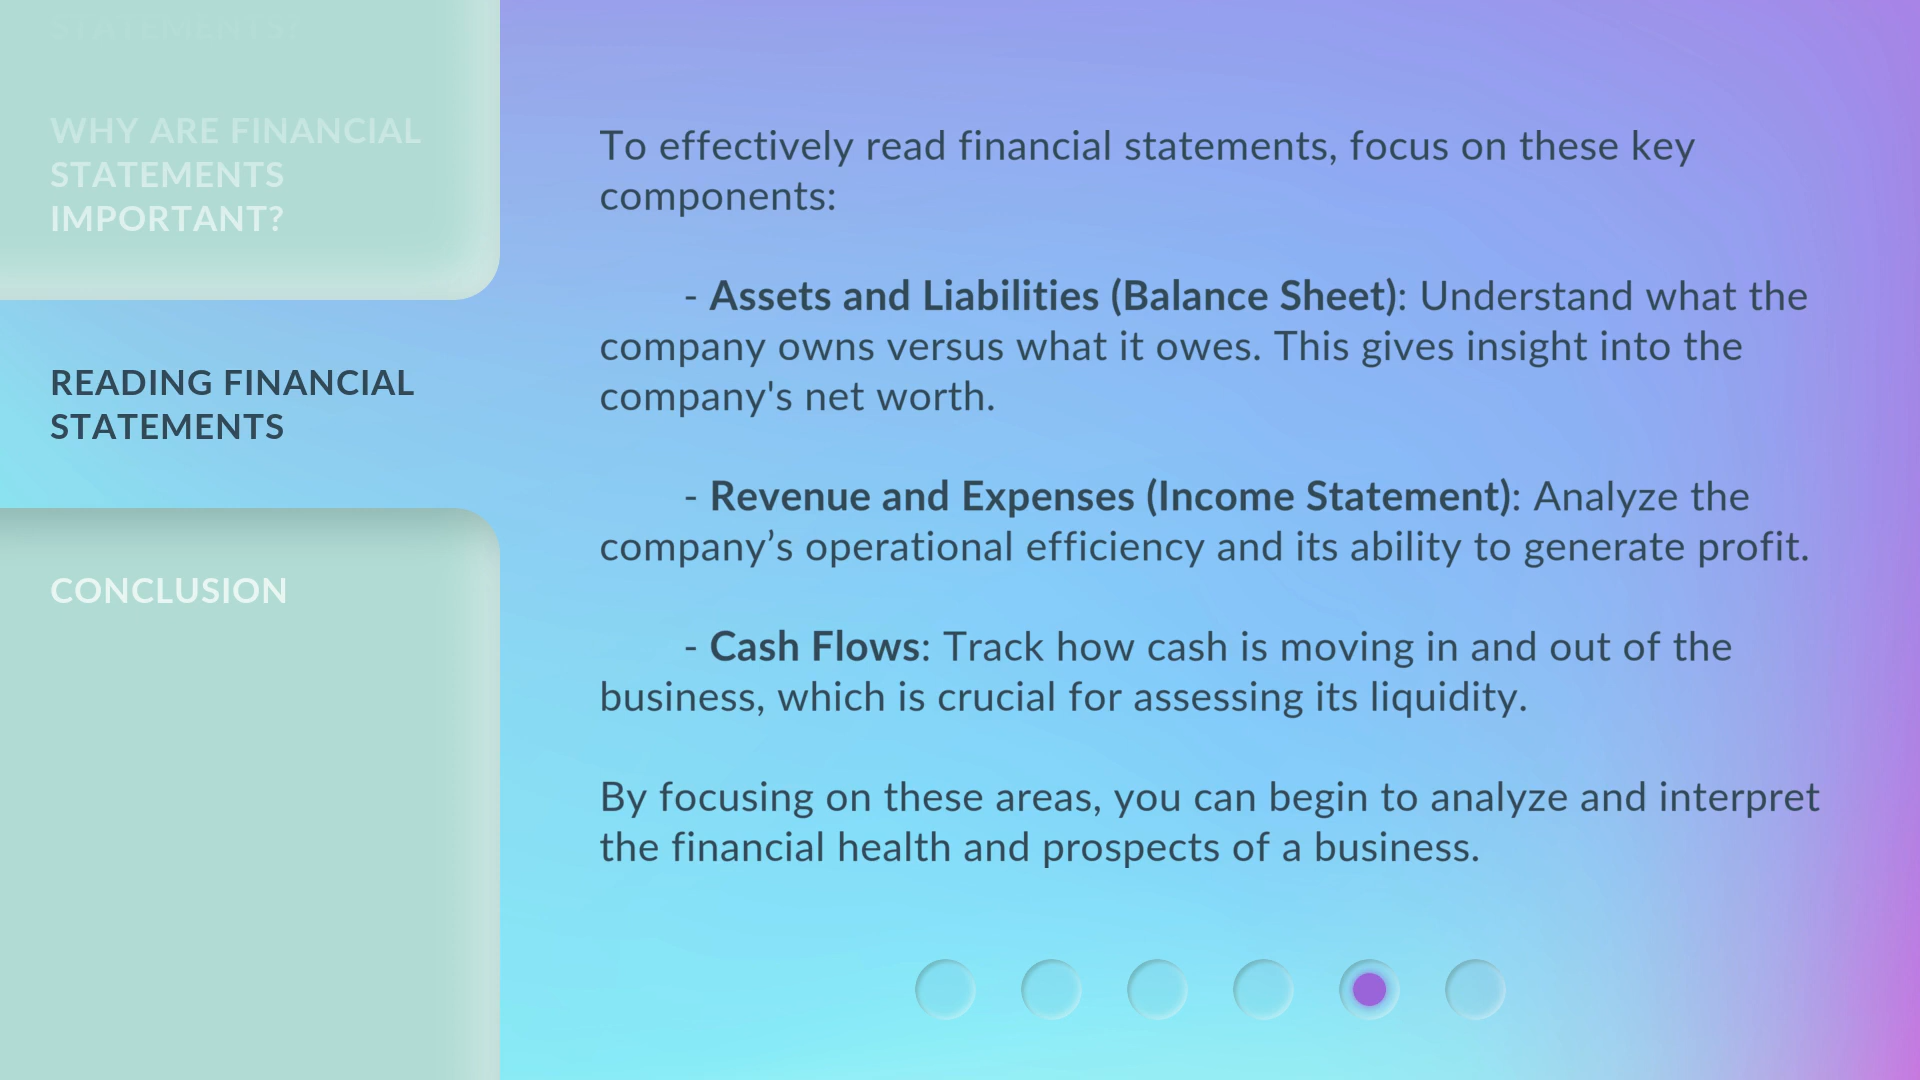 STATEMENTS?
WHY ARE FINANCIAL
STATEMENTS
IMPORTANT?
READING FINANCIAL
STATEMENTS
CONCLUSION
To effectively read financial statements, focus on these key
components:
- Assets and Liabilities (Balance Sheet): Understand what the
company owns versus what it owes. This gives insight into the
company's net worth.
- Revenue and Expenses (Income Statement): Analyze the
company’s operational efficiency and its ability to generate profit.
- Cash Flows: Track how cash is moving in and out of the
business, which is crucial for assessing its liquidity.
By focusing on these areas, you can begin to analyze and interpret
the financial health and prospects of a business.